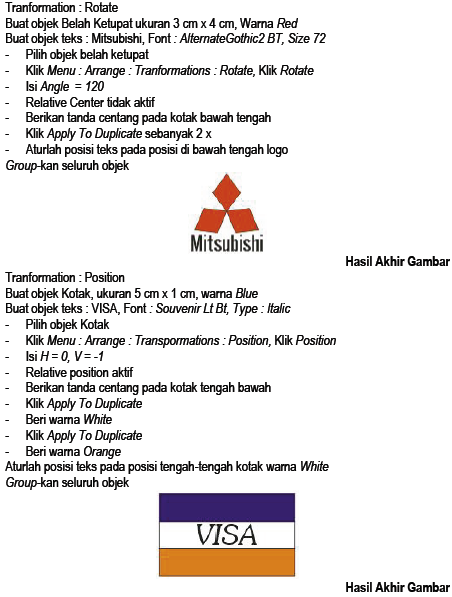 Tranformation : Rotate
Buat objek Belah Ketupat ukuran 3 cm x 4 cm, Warna Red
Buat objek teks : Mitsubishi, Font : AlternateGothic2 BT, Size 72
- Pilih objek belah ketupat
- Klik Menu : Arrange : Tranformations : Rotate, Klik Rotate
- Isi Angle = 120
- Relative Center tidak aktif
- Berikan tanda centang pada kotak bawah tengah
- Klik Apply To Duplicate sebanyak 2 x
- Aturlah posisi teks pada posisi di bawah tengah logo
Group-kan seluruh objek
Mitsubishi
Hasil Akhir Gambar
Tranformation : Position
Buat objek Kotak, ukuran 5 cm x 1 cm, warna Blue
Buat objek teks : VISA, Font : Souvenir Lt Bt, Type : Italic
- Pilih objek Kotak
- Klik Menu : Arrange : Transpormations : Position, Klik Position
- Isi H = 0, V = -1
- Relative position aktif
- Berikan tanda centang pada kotak tengah bawah
- Klik Apply To Duplicate
- Beri warna White
- Klik Apply To Duplicate
- Beri warna Orange
Aturlah posisi teks pada posisi tengah-tengah kotak warna White
Group-kan seluruh objek
VISA
Hasil Akhir Gambar